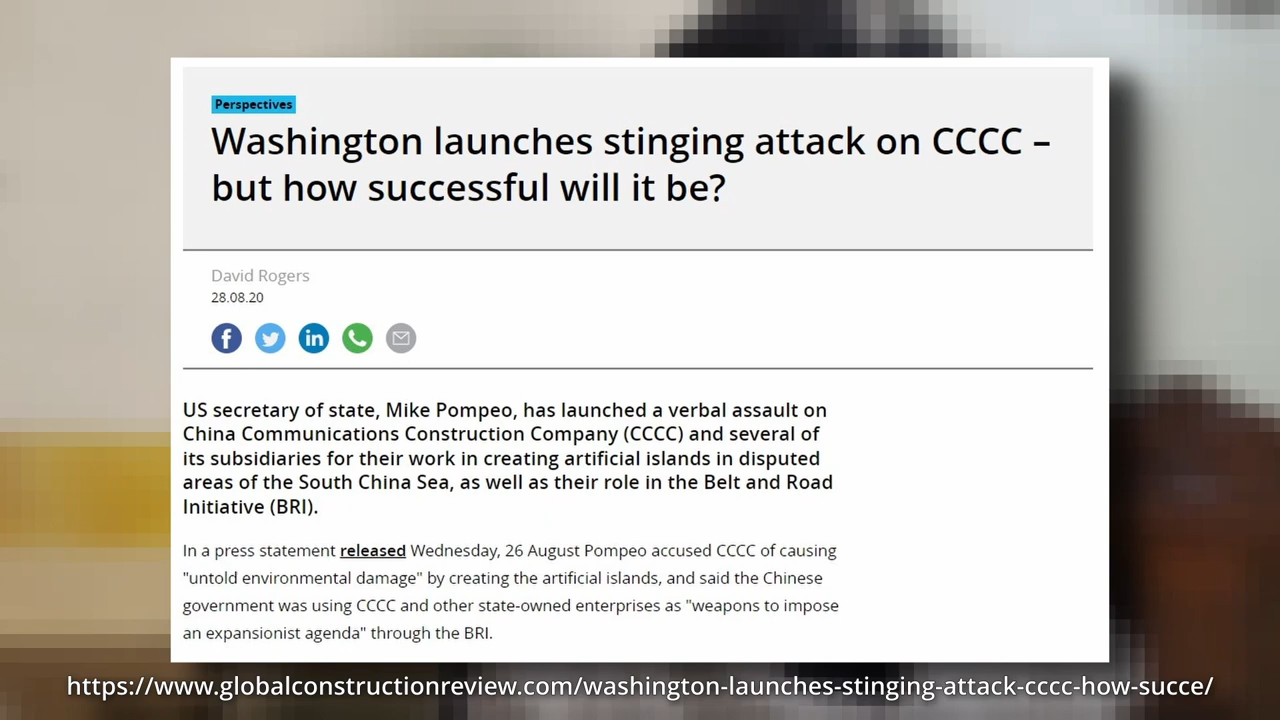 Perspectives
Washington launches stinging attack on CCCC –
but how successful will it be?
David Rogers
28.08.20
US secretary of state, Mike Pompeo, has launched a verbal assault on
China Communications Construction Company (CCCC) and several of
its subsidiaries for their work in creating artificial islands in disputed
areas of the South China Sea, as well as their role in the Belt and Road
Initiative (BRI).
In a press statement released Wednesday, 26 August Pompeo accused CCCC of causing
"untold environmental damage" by creating the artificial islands, and said the Chinese
government was using CCCC and other state-owned enterprises as "weapons to impose
an expansionist agenda" through the BRI.
https://www.globalconstructionreview.com/washington-launches-stinging-attack-cccc-how-succe/